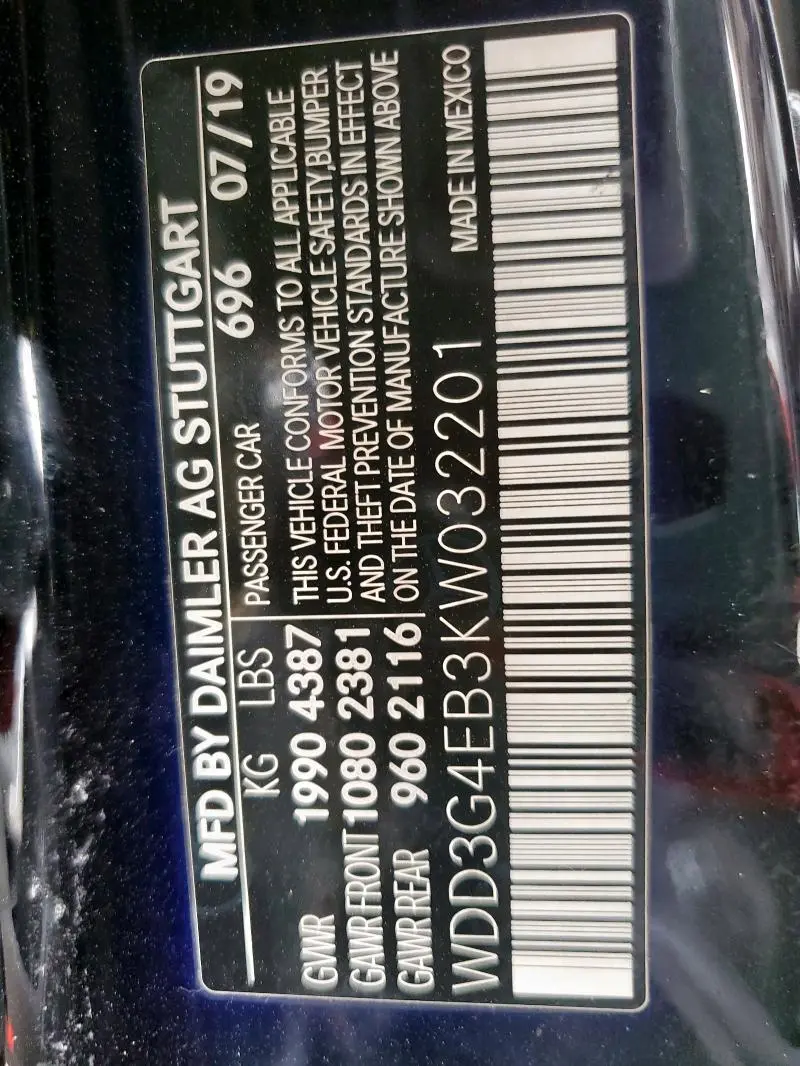 MFD BY DAIMLER AG STUTTGART
KG LBS PASSENGER CAR 696 07/19
GVWR 1990 4387 THIS VEHICLE CONFORMS TO ALL APPLICABLE
U.S. FEDERAL MOTOR VEHICLE SAFETY,BUMPER
GAWR FRONT 1080 2381 AND THEFT PREVENTION STANDARDS IN EFFECT
GAWR REAR 960 2116 ON THE DATE OF MANUFACTURE SHOWN ABOVE
WDD3G4EB3KW032201 MADE IN MEXICO